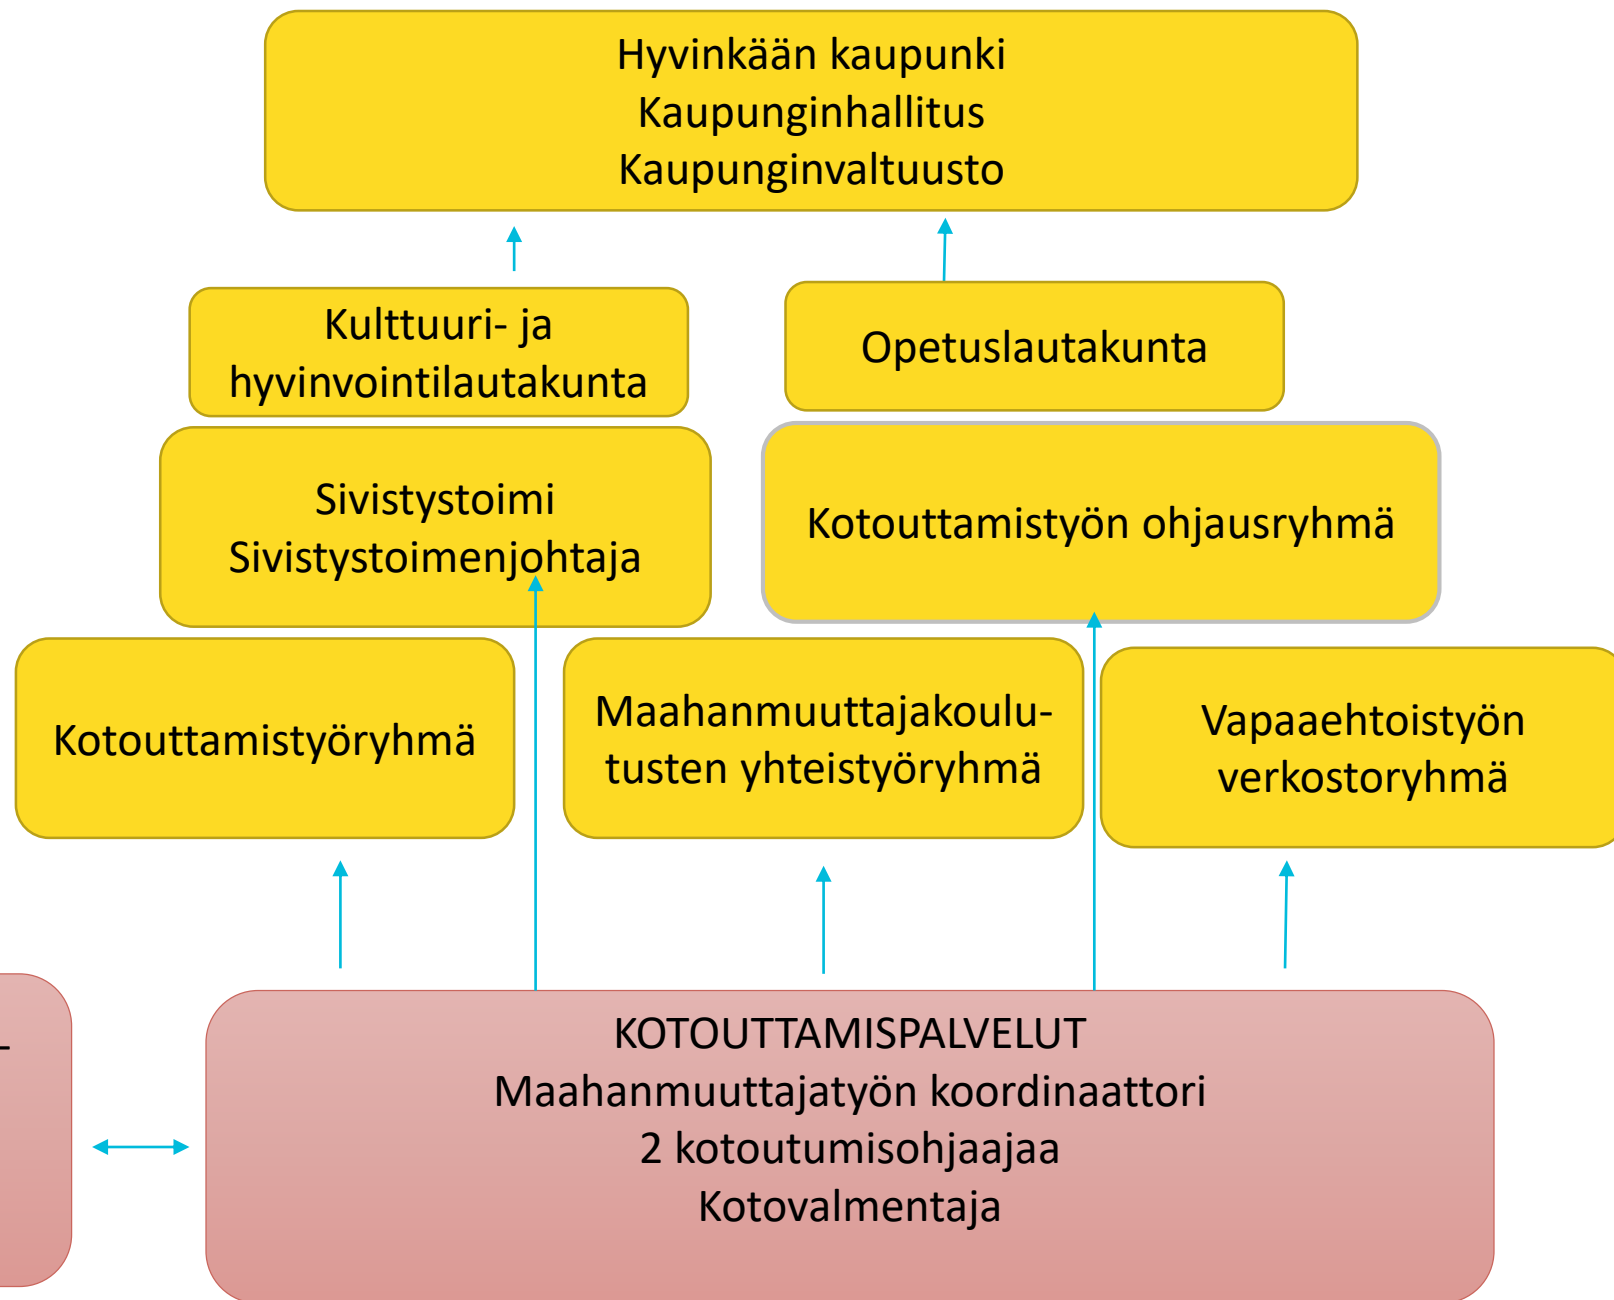 Hyvinkään kaupunki
Kaupunginhallitus
Kaupunginvaltuusto
Kulttuuri- ja
hyvinvointilautakunta
Opetuslautakunta
Sivistystoimi
Sivistystoimenjohtaja
Kotouttamistyön ohjausryhmä
Kotouttamistyöryhmä
Maahanmuuttajakoulu-
tusten yhteistyöryhmä
Vapaaehtoistyön
verkostoryhmä
-
KOTOUTTAMISPALVELUT
Maahanmuuttajatyön koordinaattori
2 kotoutumisohjaajaa
Kotovalmentaja